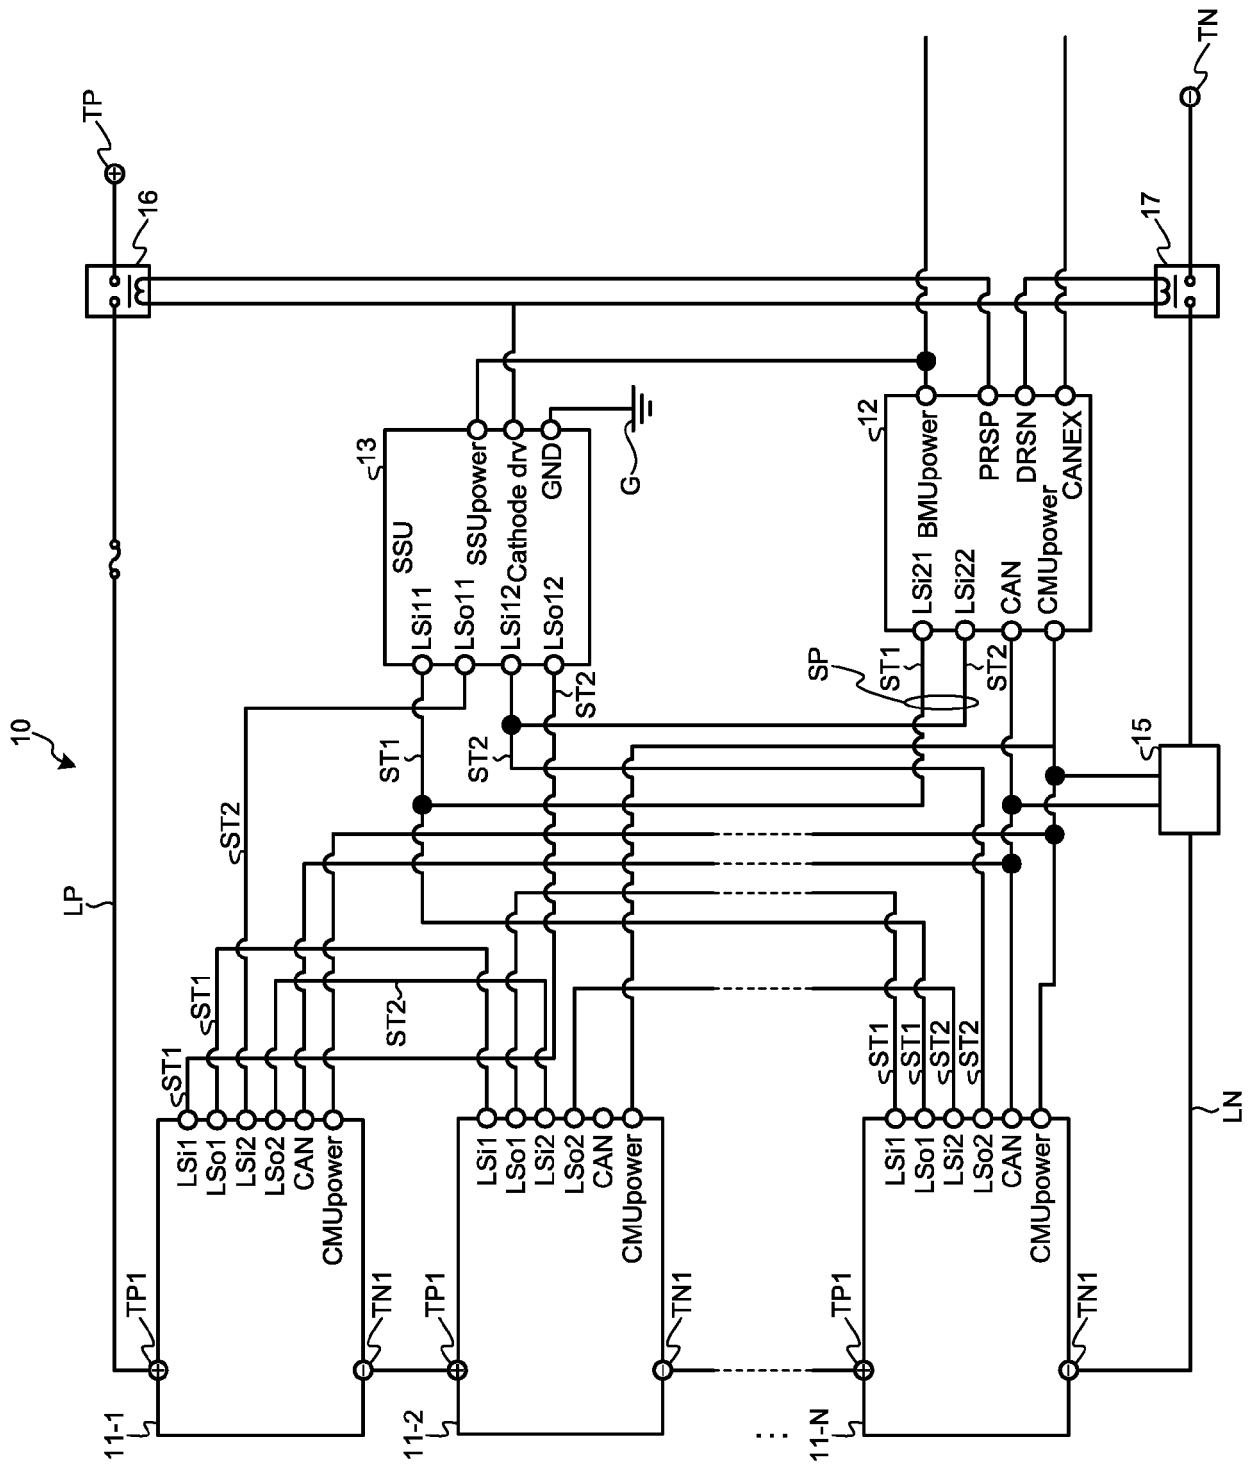 10
LP
TP
16
ST2
ST1
ST1
ST2
11-1
TP1
TN1
LSi1
LSo1
LSi2
LSo2
CAN
CMUpower
13
SSU
LSi11
LSo11
LSi12
LSo12
SSUpower
Cathode drv
GND
G
ST1
ST2
ST2
11-2
TP1
TN1
LSi1
LSo1
LSi2
LSo2
CAN
CMUpower
SP
ST1
ST2
12
LSi21
LSi22
CAN
CMUpower
BMUpower
PRSP
DRSN
CANEX
...
11-N
TP1
TN1
LSi1
LSo1
LSi2
LSo2
CAN
CMUpower
ST1
ST1
ST2
ST2
15
17
TN
LN